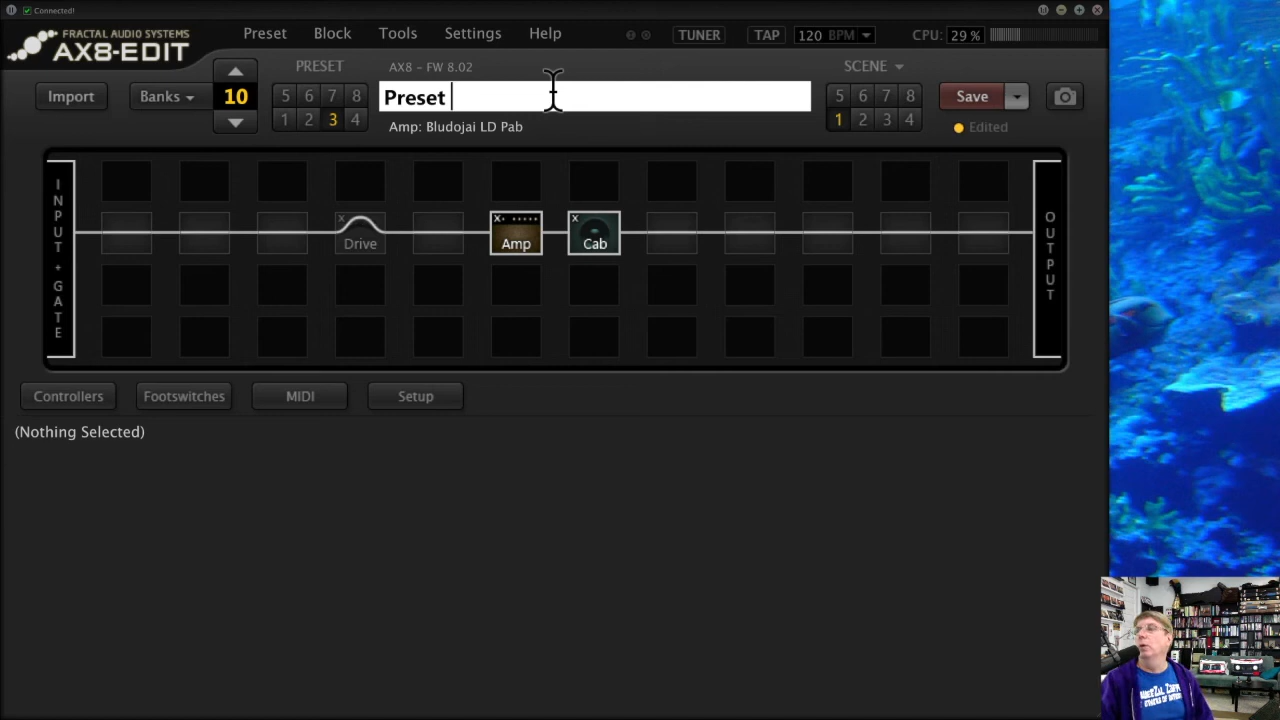 Connected!
FRACTAL AUDIO SYSTEMS
AX8-EDIT
Preset Block Tools Settings Help
TUNER TAP 120 BPM CPU: 29 %
PRESET AX8 – FW 8.02 SCENE
Import Banks 10 5 6 7 8 Preset 5 6 7 8 Save
1 2 3 4 1 2 3 4
Amp: Bludojai LD Pab Edited
INPUT + GATE
X Drive
X Amp
X Cab
OUTPUT
Controllers Footswitches MIDI Setup
(Nothing Selected)